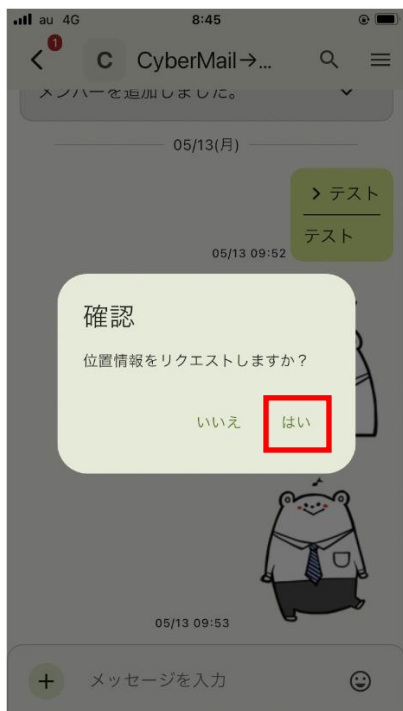 au 4G 8:45
1
C CyberMail→...
メンバーを追加しました。
05/13(月)
> テスト
テスト
05/13 09:52
確認
位置情報をリクエストしますか？
いいえ はい
05/13 09:53
+ メッセージを入力